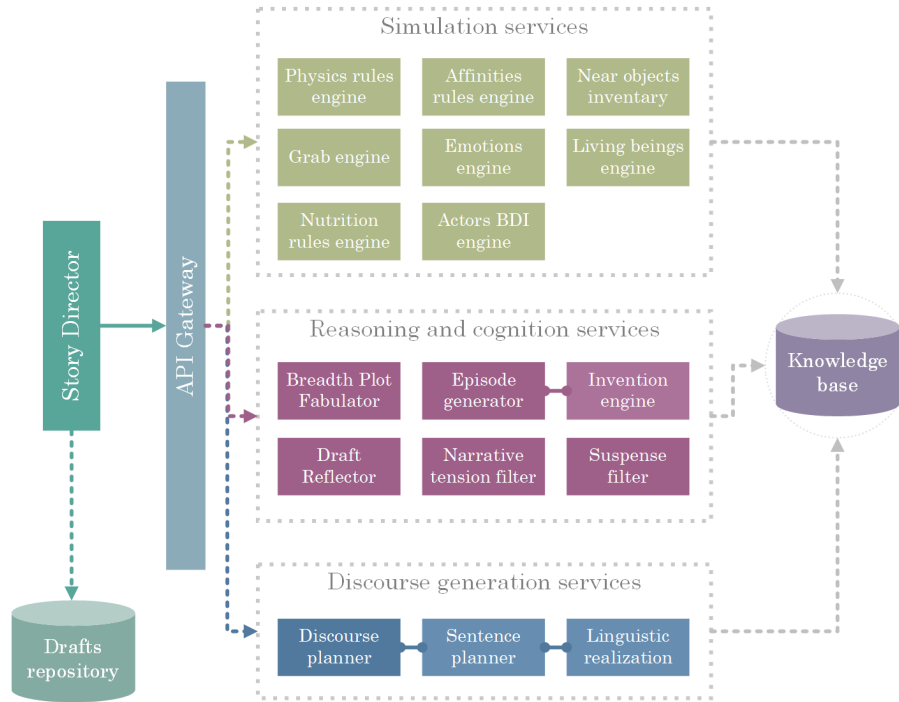 Simulation services
Physics rules
engine
Affinities
rules engine
Near objects
inventory
Grab engine
Emotions
engine
Living beings
engine
Nutrition
rules engine
Actors BDI
engine
Story Director
API Gateway
Reasoning and cognition services
Breadth Plot
Fabulator
Episode
generator
Invention
engine
Draft
Reflector
Narrative
tension filter
Suspense
filter
Knowledge
base
Discourse generation services
Discourse
planner
Sentence
planner
Linguistic
realization
Drafts
repository